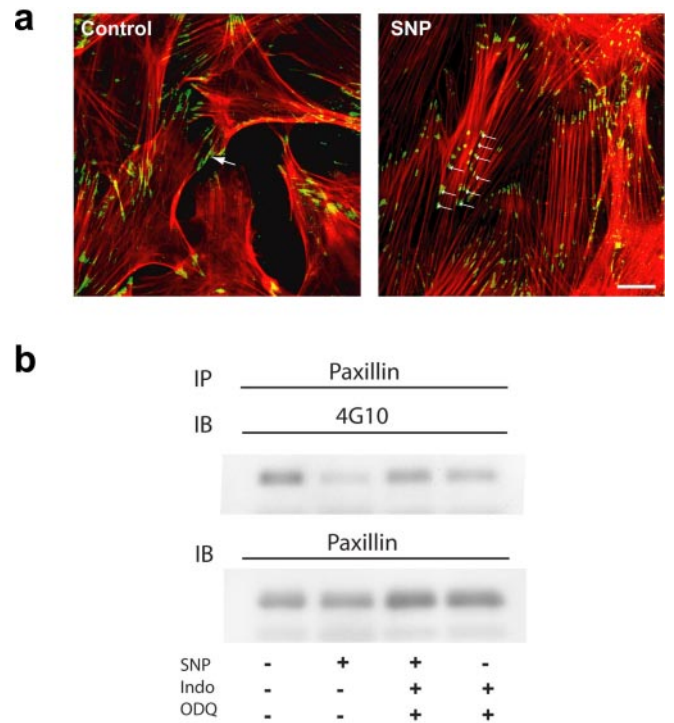 a
Control
SNP
b
IP Paxillin
IB 4G10
IB Paxillin
SNP - + + -
Indo - - + +
ODQ - - + +